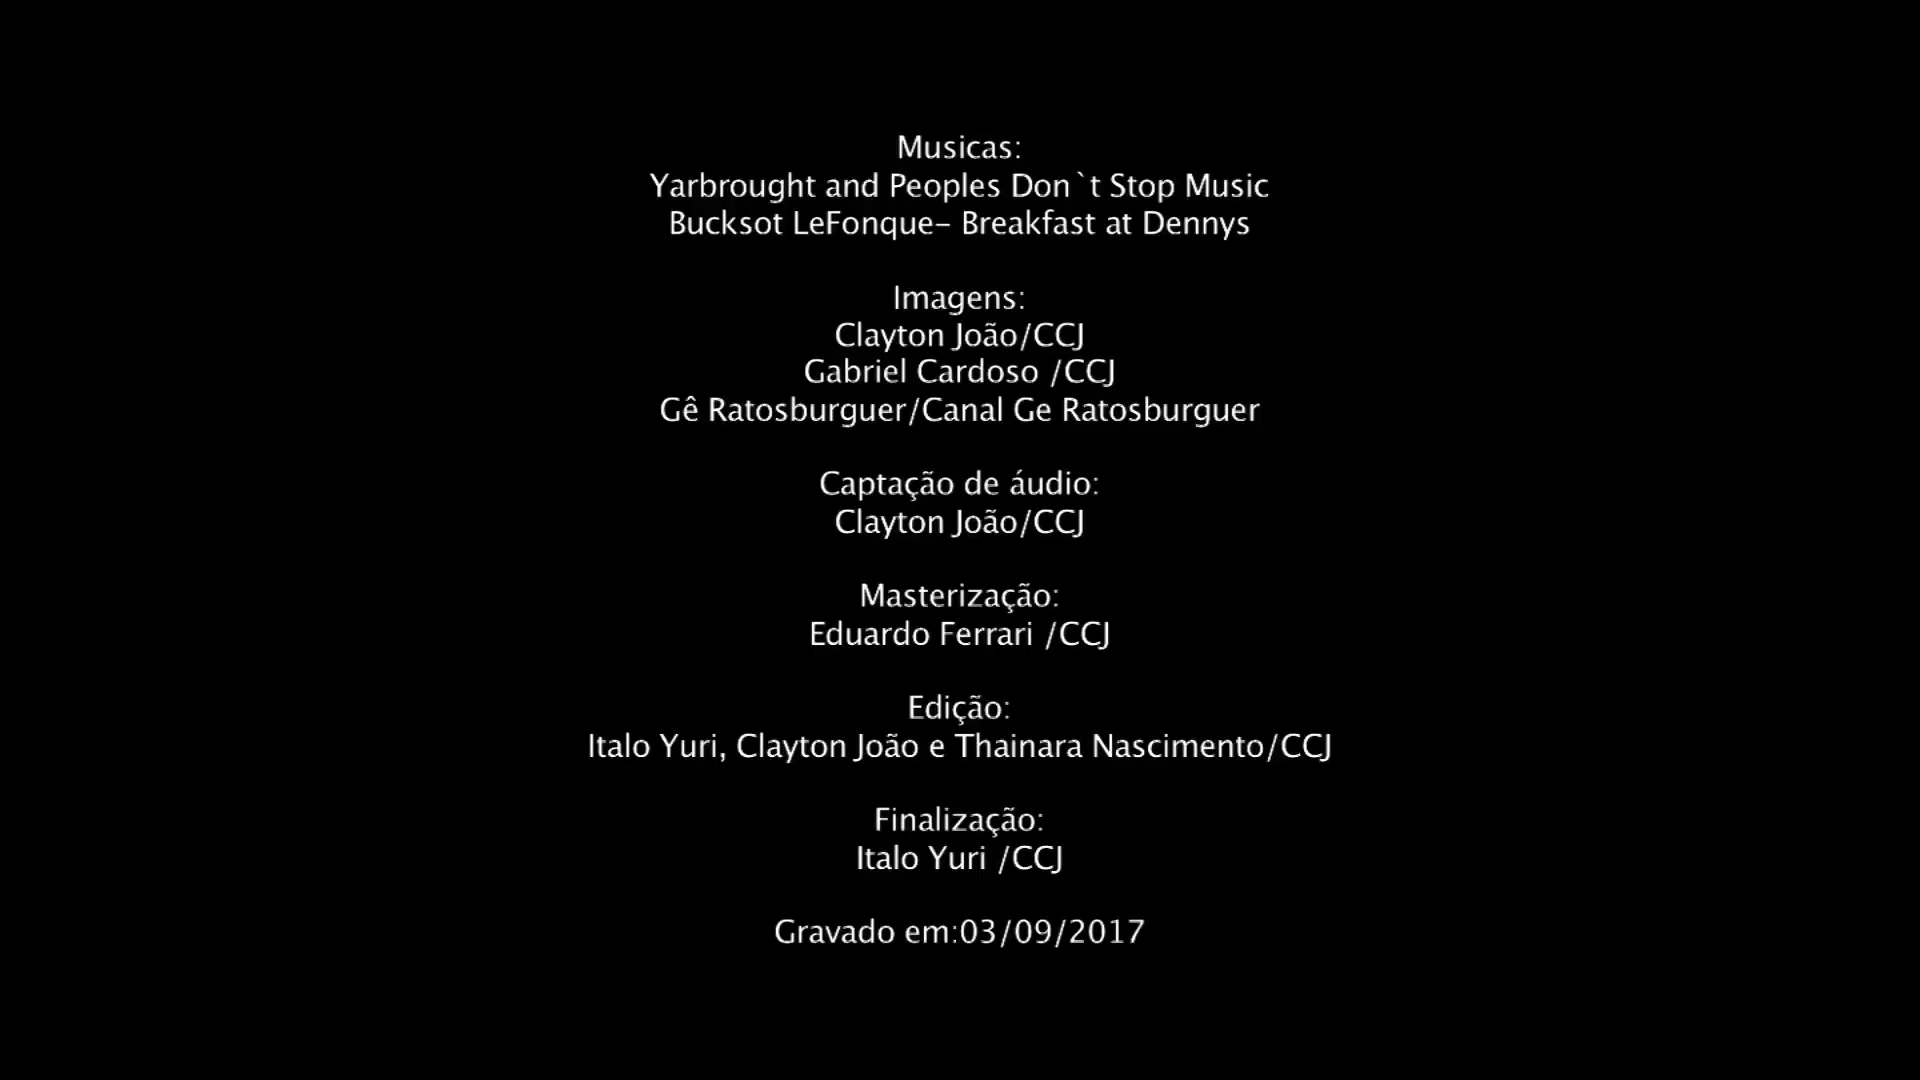 Musicas:
Yarbrought and Peoples Don`t Stop Music
Bucksot LeFonque- Breakfast at Dennys
Imagens:
Clayton João/CCJ
Gabriel Cardoso /CCJ
Gê Ratosburguer/Canal Ge Ratosburguer
Captação de áudio:
Clayton João/CCJ
Masterização:
Eduardo Ferrari /CCJ
Edição:
Italo Yuri, Clayton João e Thainara Nascimento/CCJ
Finalização:
Italo Yuri /CCJ
Gravado em:03/09/2017